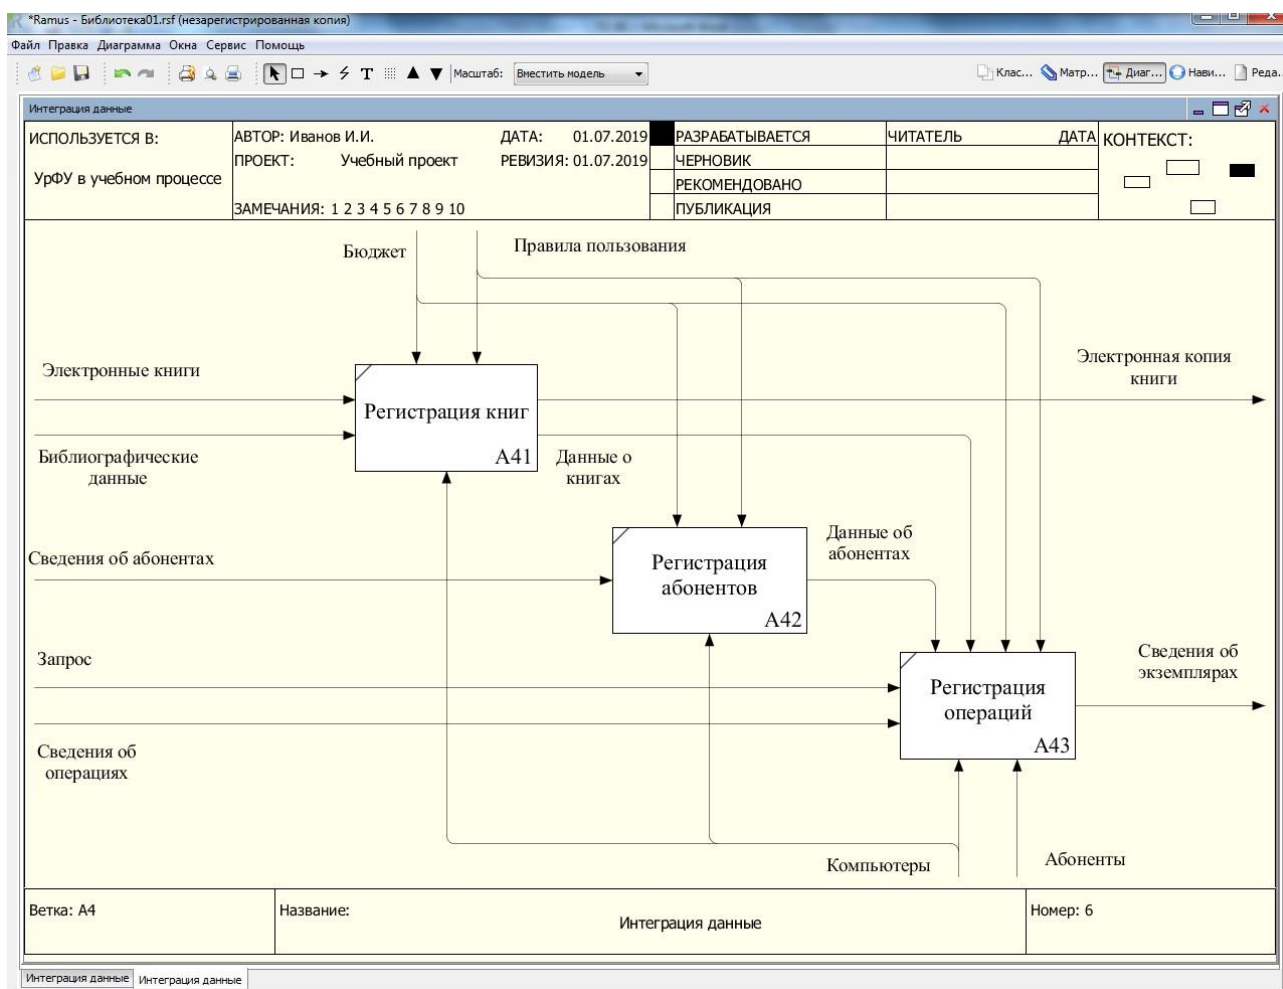 *Ramus - Библиотека01.rsf (незарегистрированная копия)
Файл Правка Диаграмма Окна Сервис Помощь
T Масштаб: Вместить модель Клас... Матр... Диаг... Нави... Реда...
Интеграция данные
ИСПОЛЬЗУЕТСЯ В:
УрФУ в учебном процессе
АВТОР: Иванов И.И. ДАТА: 01.07.2019
ПРОЕКТ: Учебный проект РЕВИЗИЯ: 01.07.2019
ЗАМЕЧАНИЯ: 1 2 3 4 5 6 7 8 9 10
РАЗРАБАТЫВАЕТСЯ
ЧЕРНОВИК
РЕКОМЕНДОВАНО
ПУБЛИКАЦИЯ
ЧИТАТЕЛЬ ДАТА
КОНТЕКСТ:
Бюджет
Правила пользования
Электронные книги
Электронная копия
книги
Регистрация книг
A41
Библиографические
данные
Данные о
книгах
Сведения об абонентах
Регистрация
абонентов
A42
Данные об
абонентах
Запрос
Регистрация
операций
A43
Сведения об
экземплярах
Сведения об
операциях
Компьютеры
Абоненты
Ветка: A4
Название:
Интеграция данные
Номер: 6
Интеграция данные Интеграция данные